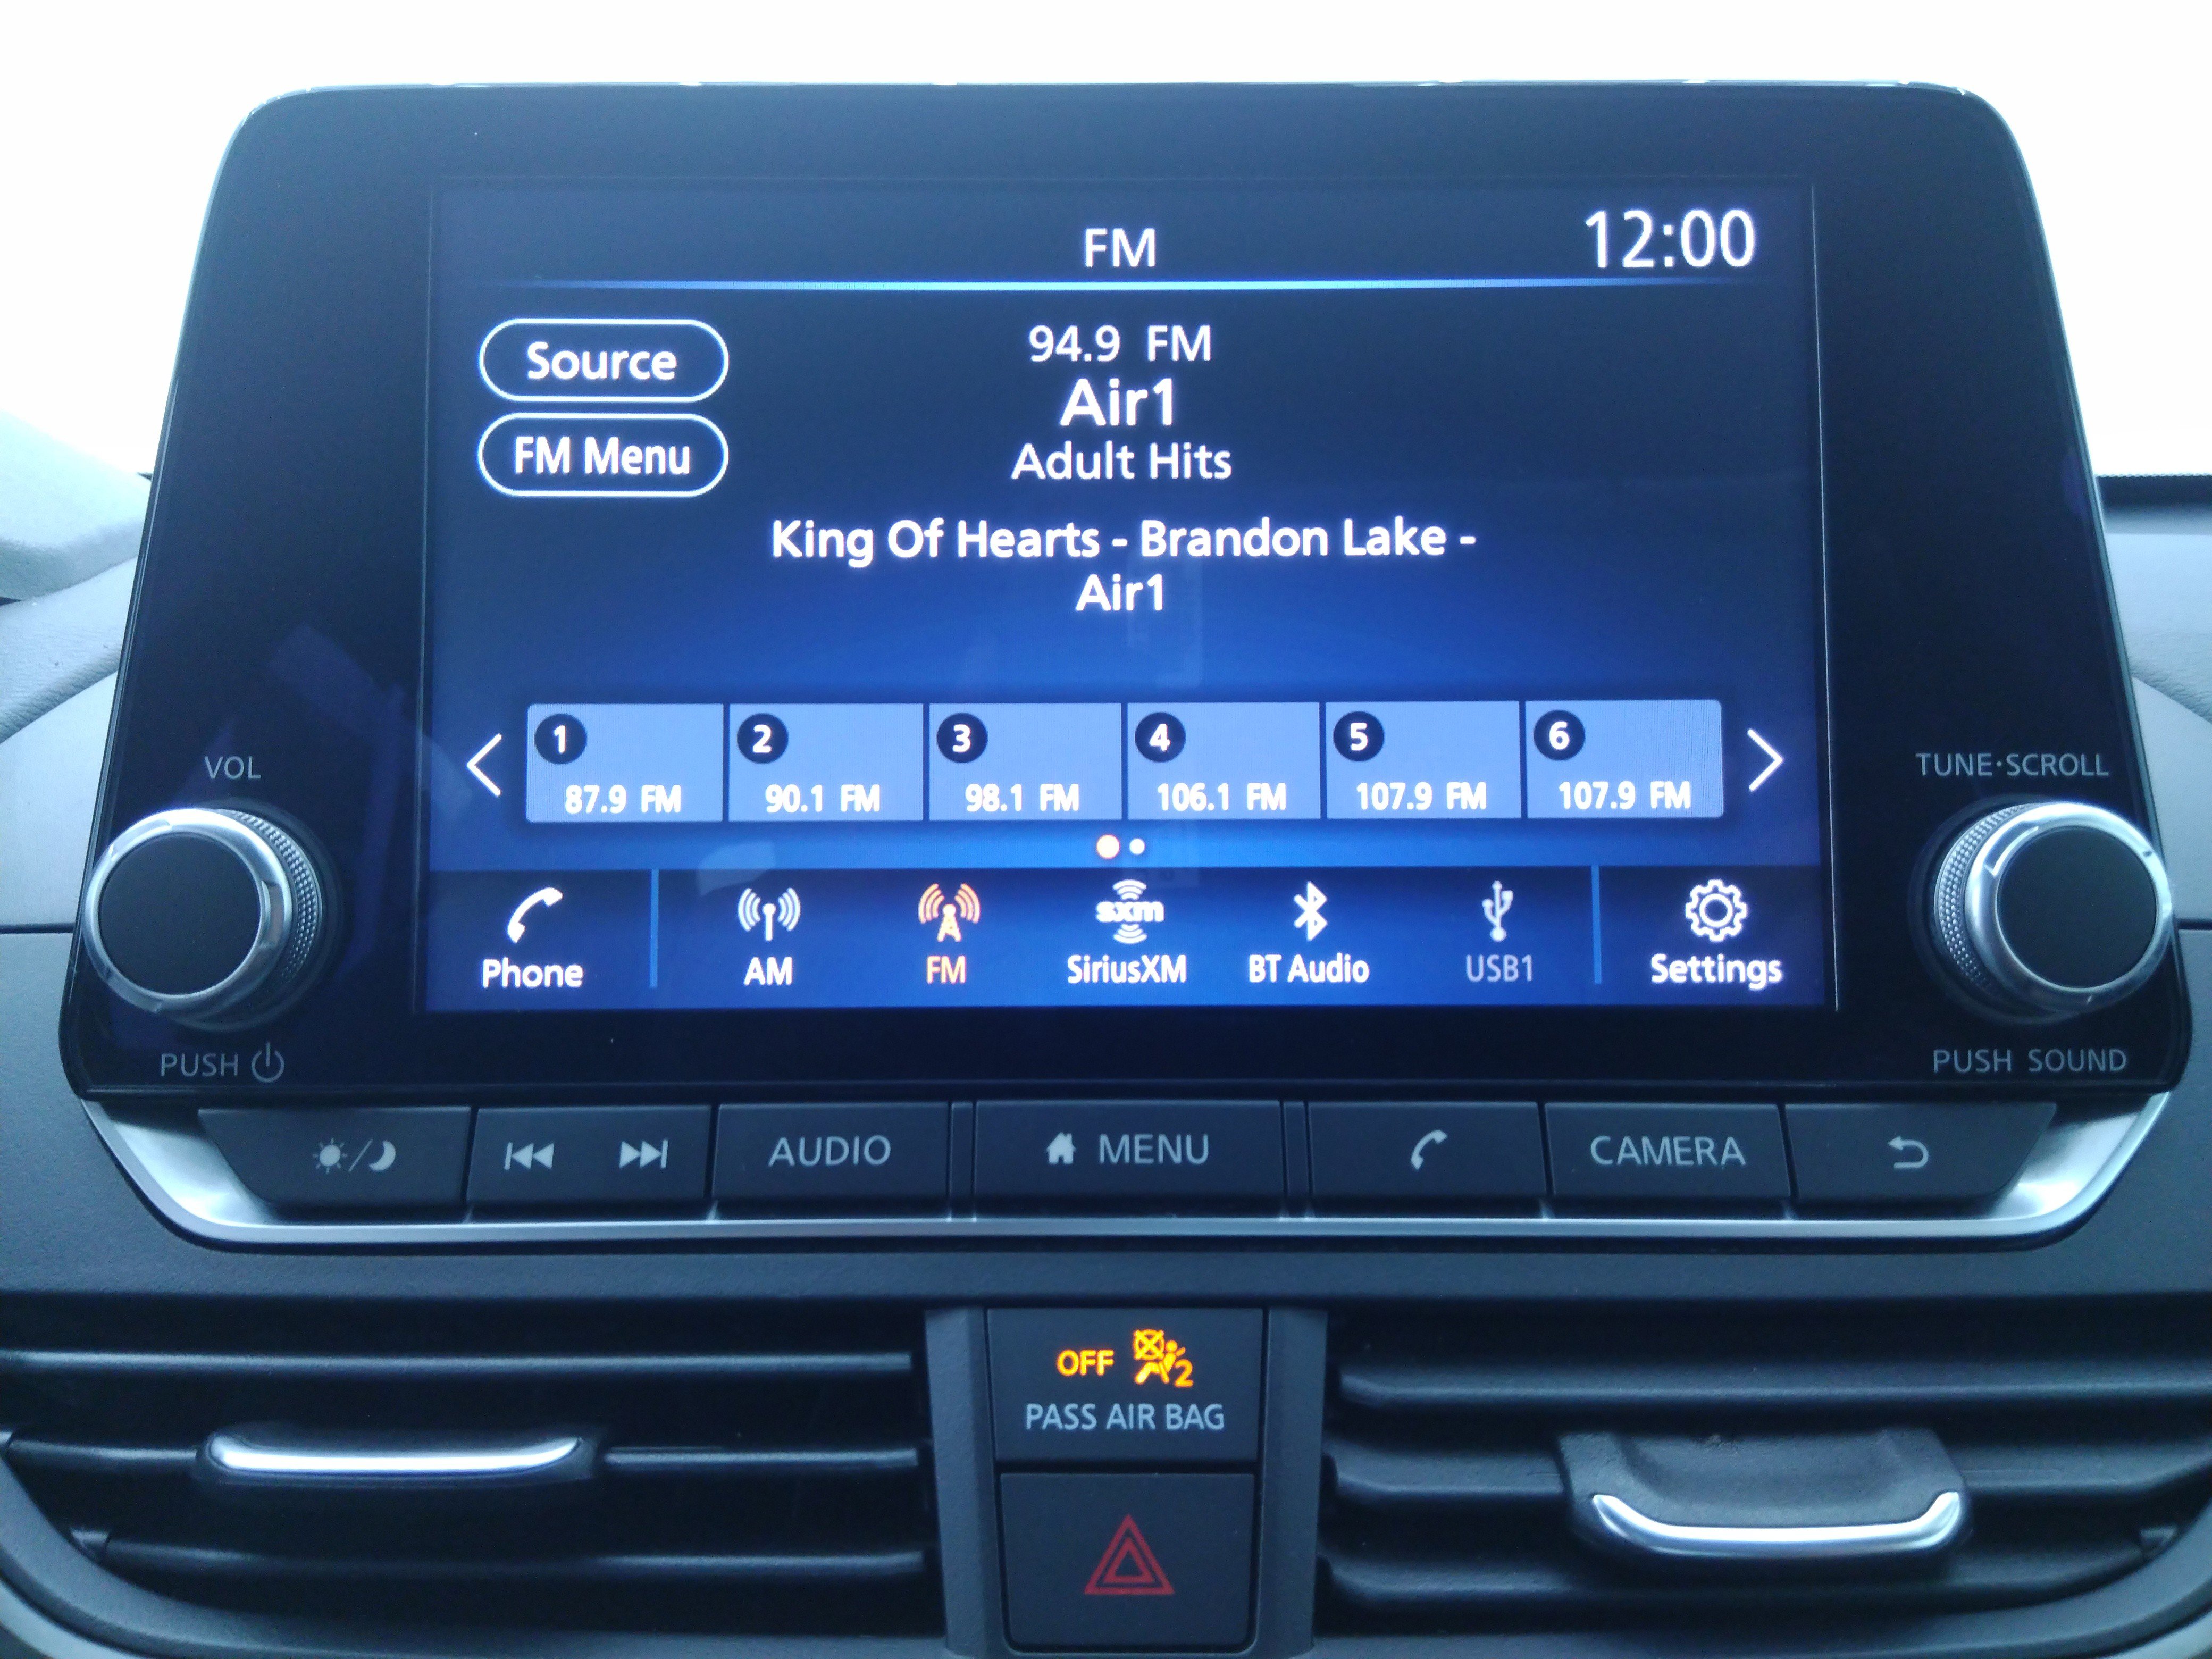 FM
12:00
Source
94.9 FM
Air1
FM Menu
Adult Hits
King Of Hearts - Brandon Lake -
Air1
1
2
3
4
5
6
87.9 FM
90.1 FM
98.1 FM
106.1 FM
107.9 FM
107.9 FM
VOL
TUNE·SCROLL
sxm
Phone
AM
FM
SiriusXM
BT Audio
USB1
Settings
PUSH
PUSH SOUND
AUDIO
MENU
CAMERA
OFF
2
PASS AIR BAG